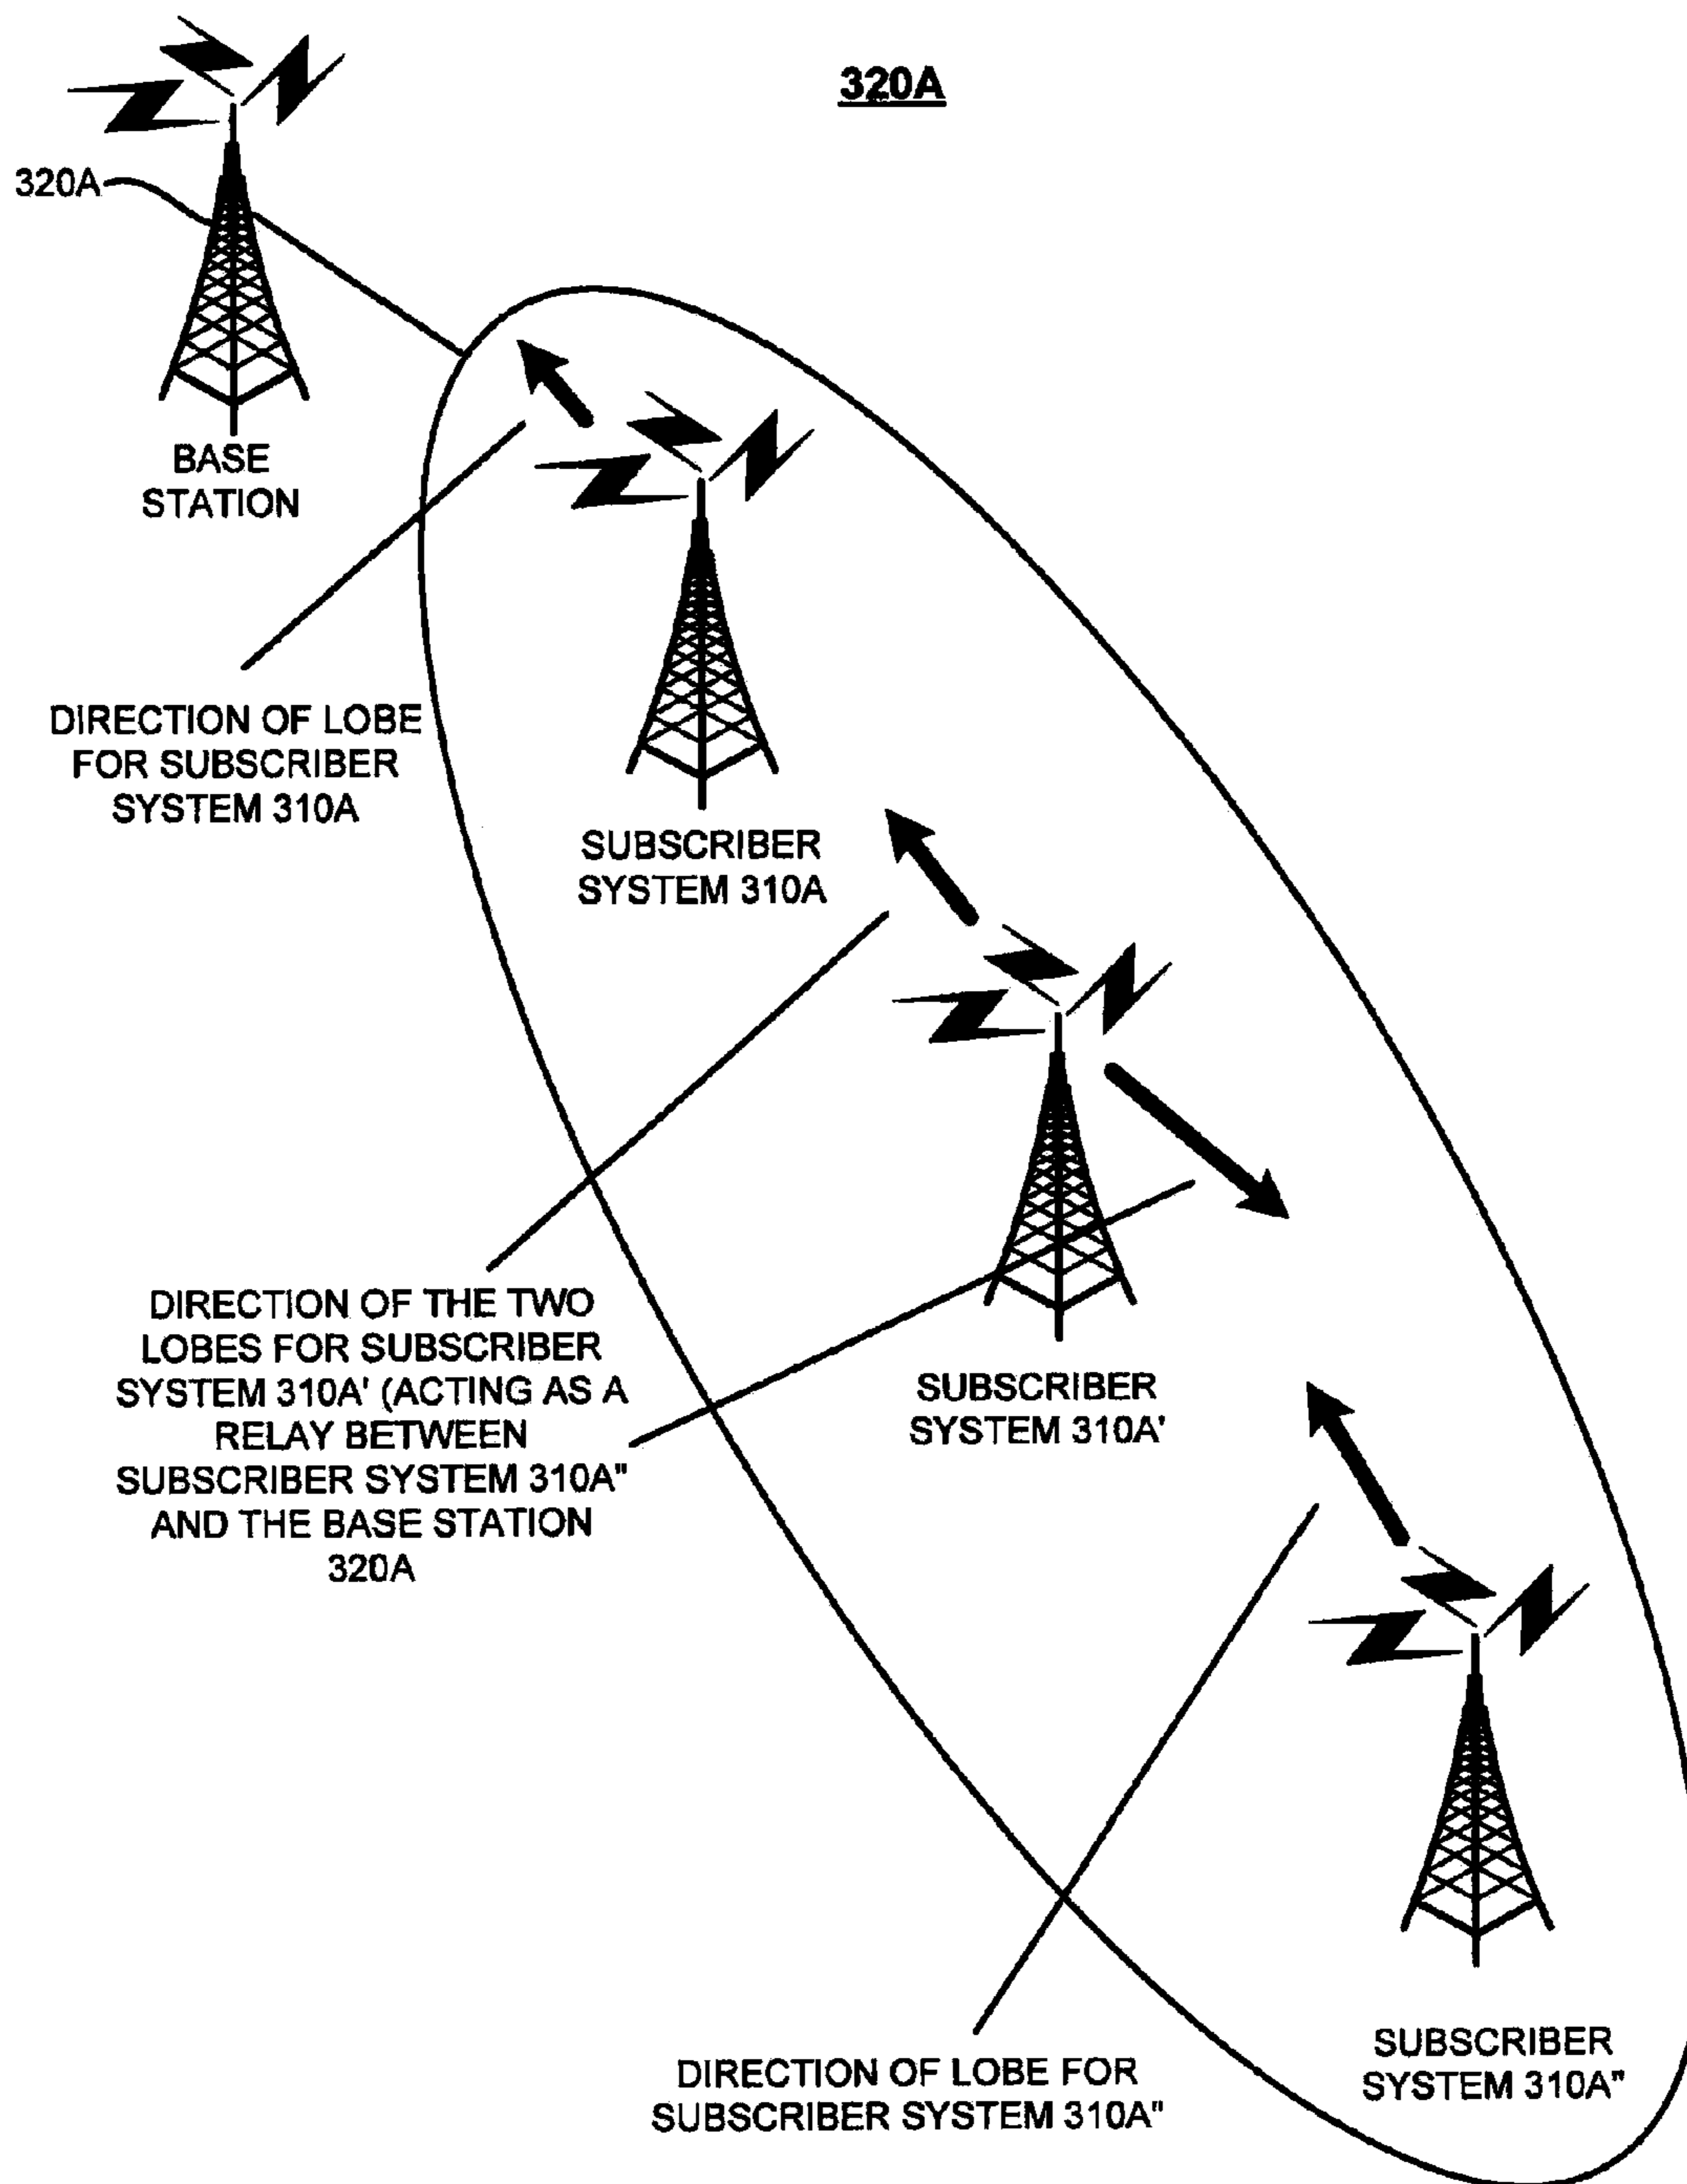 320A
320A
BASE
STATION
DIRECTION OF LOBE
FOR SUBSCRIBER
SYSTEM 310A
SUBSCRIBER
SYSTEM 310A
DIRECTION OF THE TWO
LOBES FOR SUBSCRIBER
SYSTEM 310A' (ACTING AS A
RELAY BETWEEN
SUBSCRIBER SYSTEM 310A"
AND THE BASE STATION
320A
SUBSCRIBER
SYSTEM 310A'
DIRECTION OF LOBE FOR
SUBSCRIBER SYSTEM 310A"
SUBSCRIBER
SYSTEM 310A"